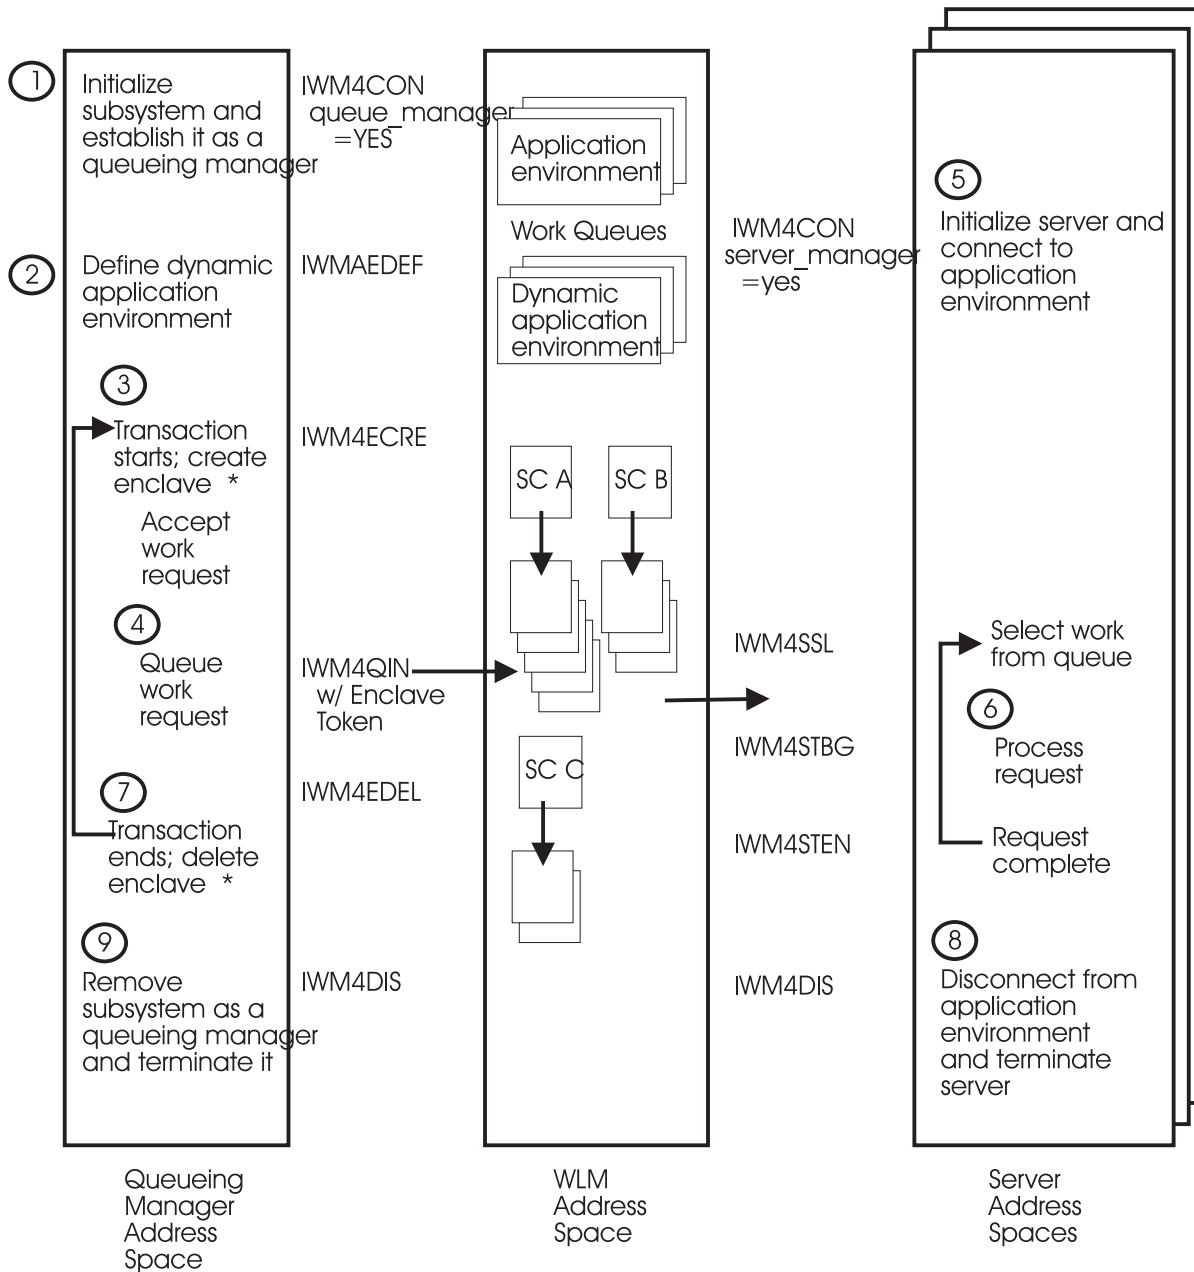 1
Initialize
subsystem and
establish it as a
queueing manager
IWM4CON
queue_manager
=YES
2
Define dynamic
application
environment
IWMAEDEF
3
Transaction
starts; create
enclave *
IWM4ECRE
Accept
work
request
4
Queue
work
request
IWM4QIN
w/ Enclave
Token
7
Transaction
ends; delete
enclave *
IWM4EDEL
9
Remove
subsystem as a
queueing manager
and terminate it
IWM4DIS
Queueing
Manager
Address
Space
Application
environment
Work Queues
Dynamic
application
environment
SC A
SC B
SC C
WLM
Address
Space
IWM4CON
server_manager
=yes
5
Initialize server and
connect to
application
environment
IWM4SSL
Select work
from queue
6
IWM4STBG
Process
request
IWM4STEN
Request
complete
8
IWM4DIS
Disconnect from
application
environment
and terminate
server
Server
Address
Spaces